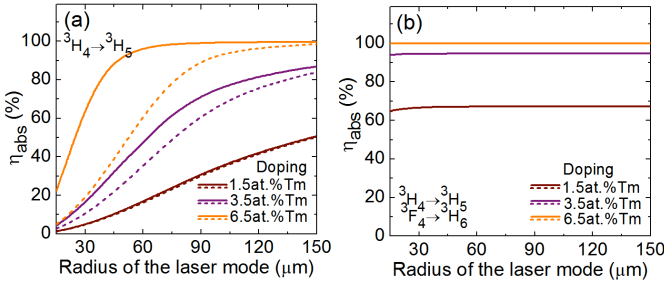 (a)
³H₄→³H₅
100
80
60
40
20
0
ηabs (%)
Doping
1.5at.%Tm
3.5at.%Tm
6.5at.%Tm
30 60 90 120 150
Radius of the laser mode (μm)
(b)
100
80
60
40
20
0
ηabs (%)
³H₄→³H₅
³F₄→³H₆
Doping
1.5at.%Tm
3.5at.%Tm
6.5at.%Tm
30 60 90 120 150
Radius of the laser mode (μm)